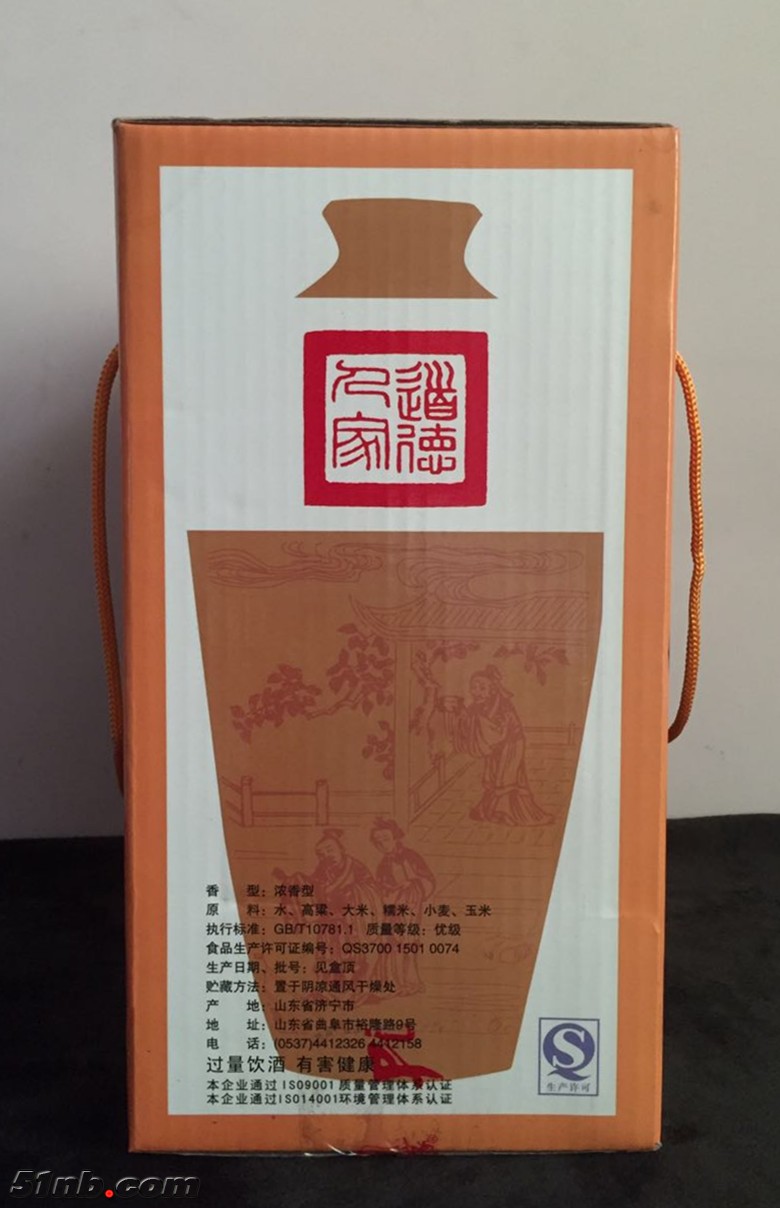 道德
人家
香　　型：浓香型
原　　料：水、高粱、大米、糯米、小麦、玉米
执行标准：GB/T10781.1 质量等级：优级
食品生产许可证编号：QS3700 1501 0074
生产日期、批号：见盒顶
贮藏方法：置于阴凉通风干燥处
产　　地：山东省济宁市
地　　址：山东省曲阜市裕隆路9号
电　　话：(0537)4412326 4412158
过量饮酒 有害健康
本企业通过ISO9001质量管理体系认证
本企业通过ISO14001环境管理体系认证
生产许可
51nb.com